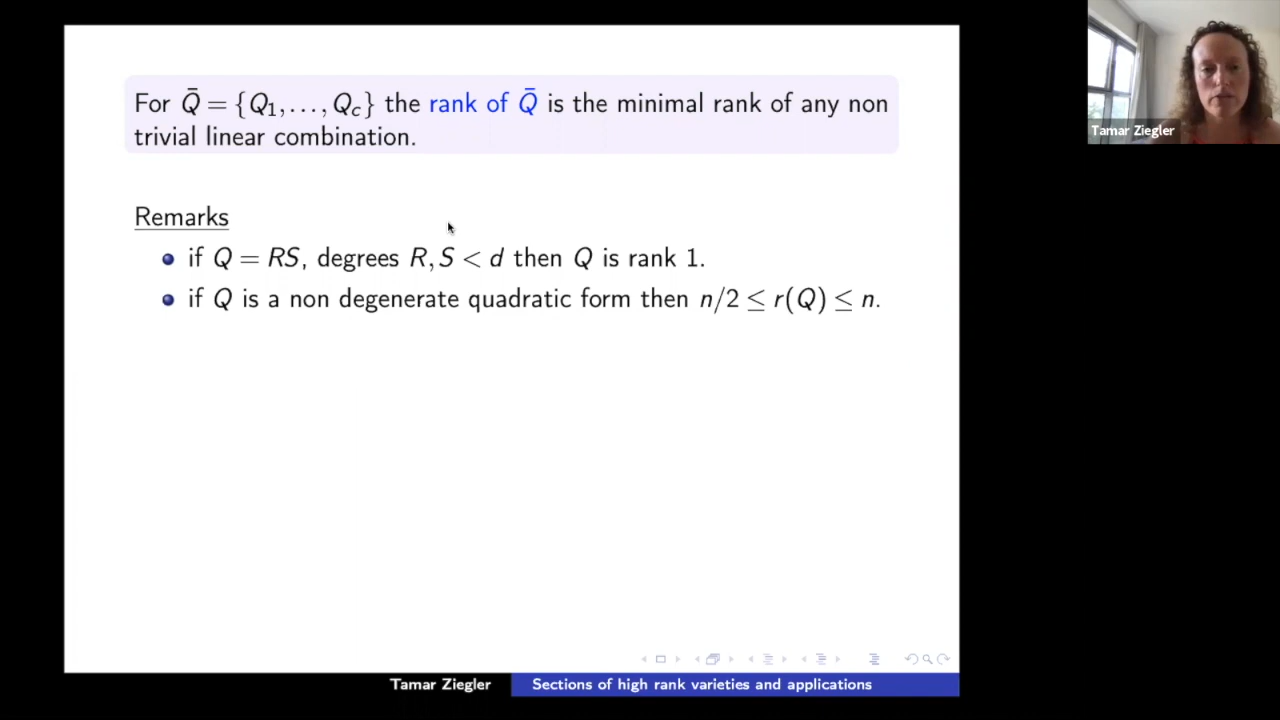 For Q̄ = {Q₁, . . . , Q_c} the rank of Q̄ is the minimal rank of any non
trivial linear combination.
Remarks
if Q = RS, degrees R, S < d then Q is rank 1.
if Q is a non degenerate quadratic form then n/2 ≤ r(Q) ≤ n.
Tamar Ziegler
Tamar Ziegler Sections of high rank varieties and applications